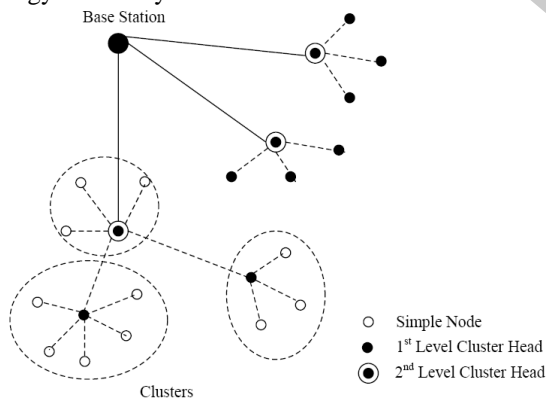 Base Station
Simple Node
1st Level Cluster Head
2nd Level Cluster Head
Clusters